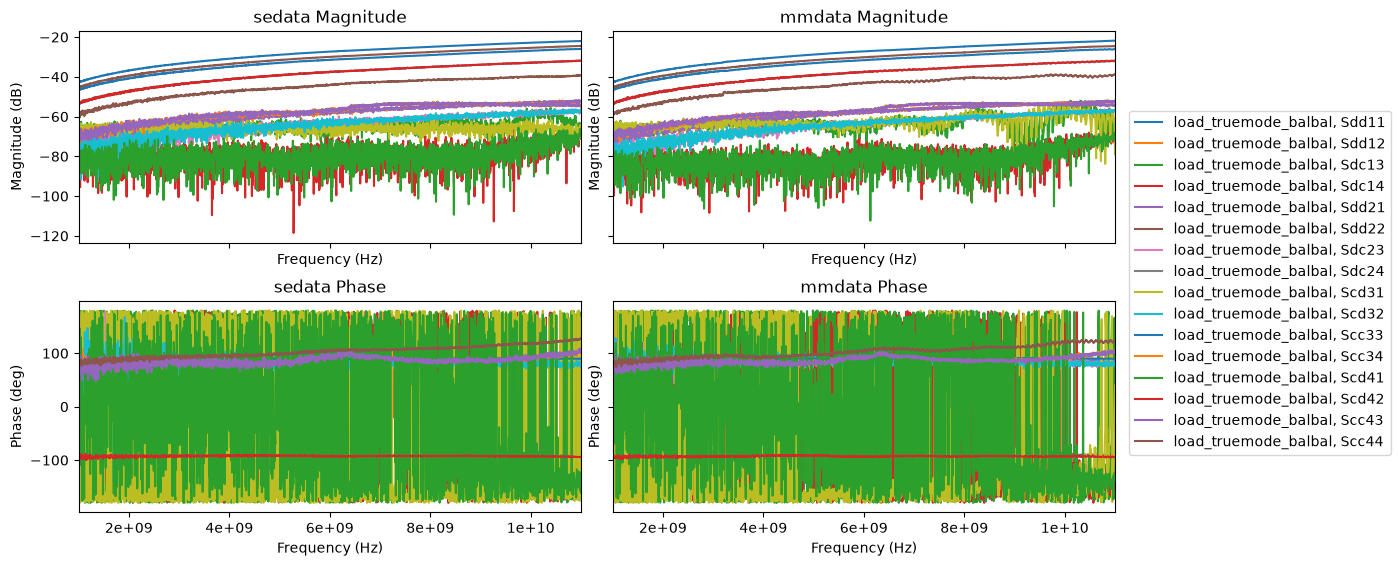 sedata Magnitude
mmdata Magnitude
Magnitude (dB)
−20
−40
−60
−80
−100
−120
Frequency (Hz)
Magnitude (dB)
Frequency (Hz)
sedata Phase
mmdata Phase
Phase (deg)
100
0
−100
2e+09
4e+09
6e+09
8e+09
1e+10
Frequency (Hz)
Phase (deg)
2e+09
4e+09
6e+09
8e+09
1e+10
Frequency (Hz)
load_truemode_balbal, Sdd11
load_truemode_balbal, Sdd12
load_truemode_balbal, Sdc13
load_truemode_balbal, Sdc14
load_truemode_balbal, Sdd21
load_truemode_balbal, Sdd22
load_truemode_balbal, Sdc23
load_truemode_balbal, Sdc24
load_truemode_balbal, Scd31
load_truemode_balbal, Scd32
load_truemode_balbal, Scc33
load_truemode_balbal, Scc34
load_truemode_balbal, Scd41
load_truemode_balbal, Scd42
load_truemode_balbal, Scc43
load_truemode_balbal, Scc44